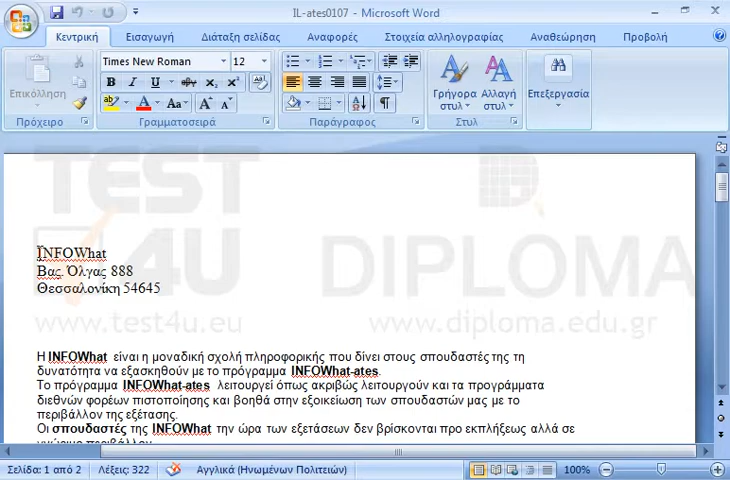 IL-ates0107 - Microsoft Word
Κεντρική Εισαγωγή Διάταξη σελίδας Αναφορές Στοιχεία αλληλογραφίας Αναθεώρηση Προβολή
Times New Roman 12
Επικόλληση
Γρήγορα στυλ
Αλλαγή στυλ
Επεξεργασία
Πρόχειρο Γραμματοσειρά Παράγραφος Στυλ
TEST 4U
www.test4u.eu
DIPLOMA
www.diploma.edu.gr
INFOWhat
Βας. Όλγας 888
Θεσσαλονίκη 54645
Η INFOWhat είναι η μοναδική σχολή πληροφορικής που δίνει στους σπουδαστές της τη
δυνατότητα να εξασκηθούν με το πρόγραμμα INFOWhat-ates.
Το πρόγραμμα INFOWhat-ates λειτουργεί όπως ακριβώς λειτουργούν και τα προγράμματα
διεθνών φορέων πιστοποίησης και βοηθά στην εξοικείωση των σπουδαστών μας με το
περιβάλλον της εξέτασης.
Οι σπουδαστές της INFOWhat την ώρα των εξετάσεων δεν βρίσκονται προ εκπλήξεως αλλά σε
γνώριμο περιβάλλον
Σελίδα: 1 από 2 Λέξεις: 322 Αγγλικά (Ηνωμένων Πολιτειών) 100%